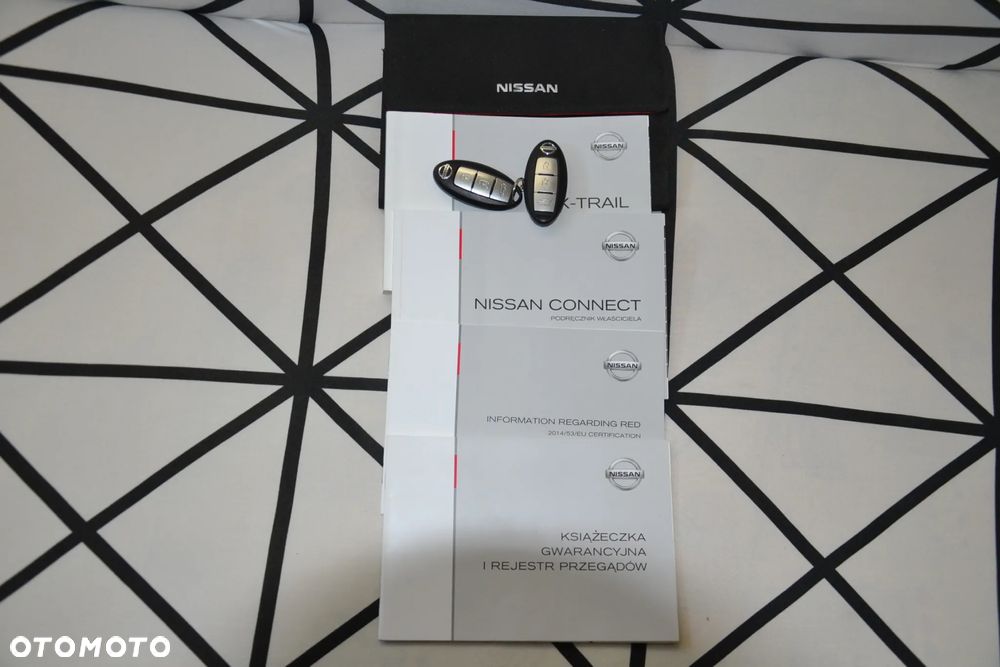 NISSAN
NISSAN
X-TRAIL
NISSAN
NISSAN CONNECT
PODRĘCZNIK WŁAŚCICIELA
NISSAN
INFORMATION REGARDING RED
2014/53/EU CERTIFICATION
NISSAN
KSIĄŻECZKA
GWARANCYJNA
I REJESTR PRZEGĄDÓW
OTOMOTO